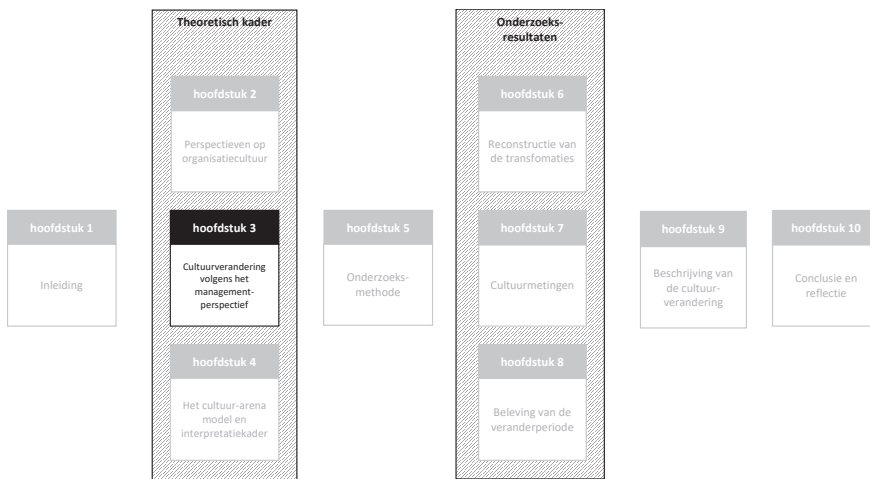 Theoretisch kader
Onderzoeks-
resultaten
hoofdstuk 2
Perspectieven op
organisatiecultuur
hoofdstuk 6
Reconstructie van
de transfomaties
hoofdstuk 1
Inleiding
hoofdstuk 3
Cultuurverandering
volgens het
management-
perspectief
hoofdstuk 5
Onderzoeks-
methode
hoofdstuk 7
Cultuurmetingen
hoofdstuk 9
Beschrijving van
de cultuur-
verandering
hoofdstuk 10
Conclusie en
reflectie
hoofdstuk 4
Het cultuur-arena
model en
interpretatiekader
hoofdstuk 8
Beleving van de
veranderperiode